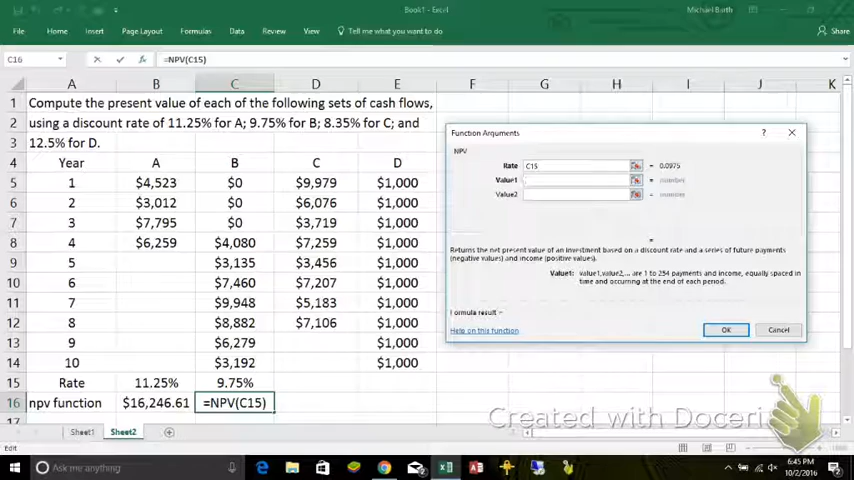 Book1 - Excel
Michael Barth
File Home Insert Page Layout Formulas Data Review View Tell me what you want to do Share
C16 =NPV(C15)
A B C D E F G H I J K
1 Compute the present value of each of the following sets of cash flows,
2 using a discount rate of 11.25% for A; 9.75% for B; 8.35% for C; and
3 12.5% for D.
4 Year A B C D
5 1 $4,523 $0 $9,979 $1,000
6 2 $3,012 $0 $6,076 $1,000
7 3 $7,795 $0 $3,719 $1,000
8 4 $6,259 $4,080 $7,259 $1,000
9 5 $3,135 $3,456 $1,000
10 6 $7,460 $7,207 $1,000
11 7 $9,948 $5,183 $1,000
12 8 $8,882 $7,106 $1,000
13 9 $6,279 $1,000
14 10 $3,192 $1,000
15 Rate 11.25% 9.75%
16 npv function $16,246.61 =NPV(C15)
17
Function Arguments
NPV
Rate C15 = 0.0975
Value1 = number
Value2 = number
=
Returns the net present value of an investment based on a discount rate and a series of future payments
(negative values) and income (positive values).
Value1: value1,value2,... are 1 to 254 payments and income, equally spaced in
time and occurring at the end of each period.
Formula result =
Help on this function
OK Cancel
Created with Doceri
Sheet1 Sheet2
Edit
Ask me anything
6:45 PM
10/2/2016